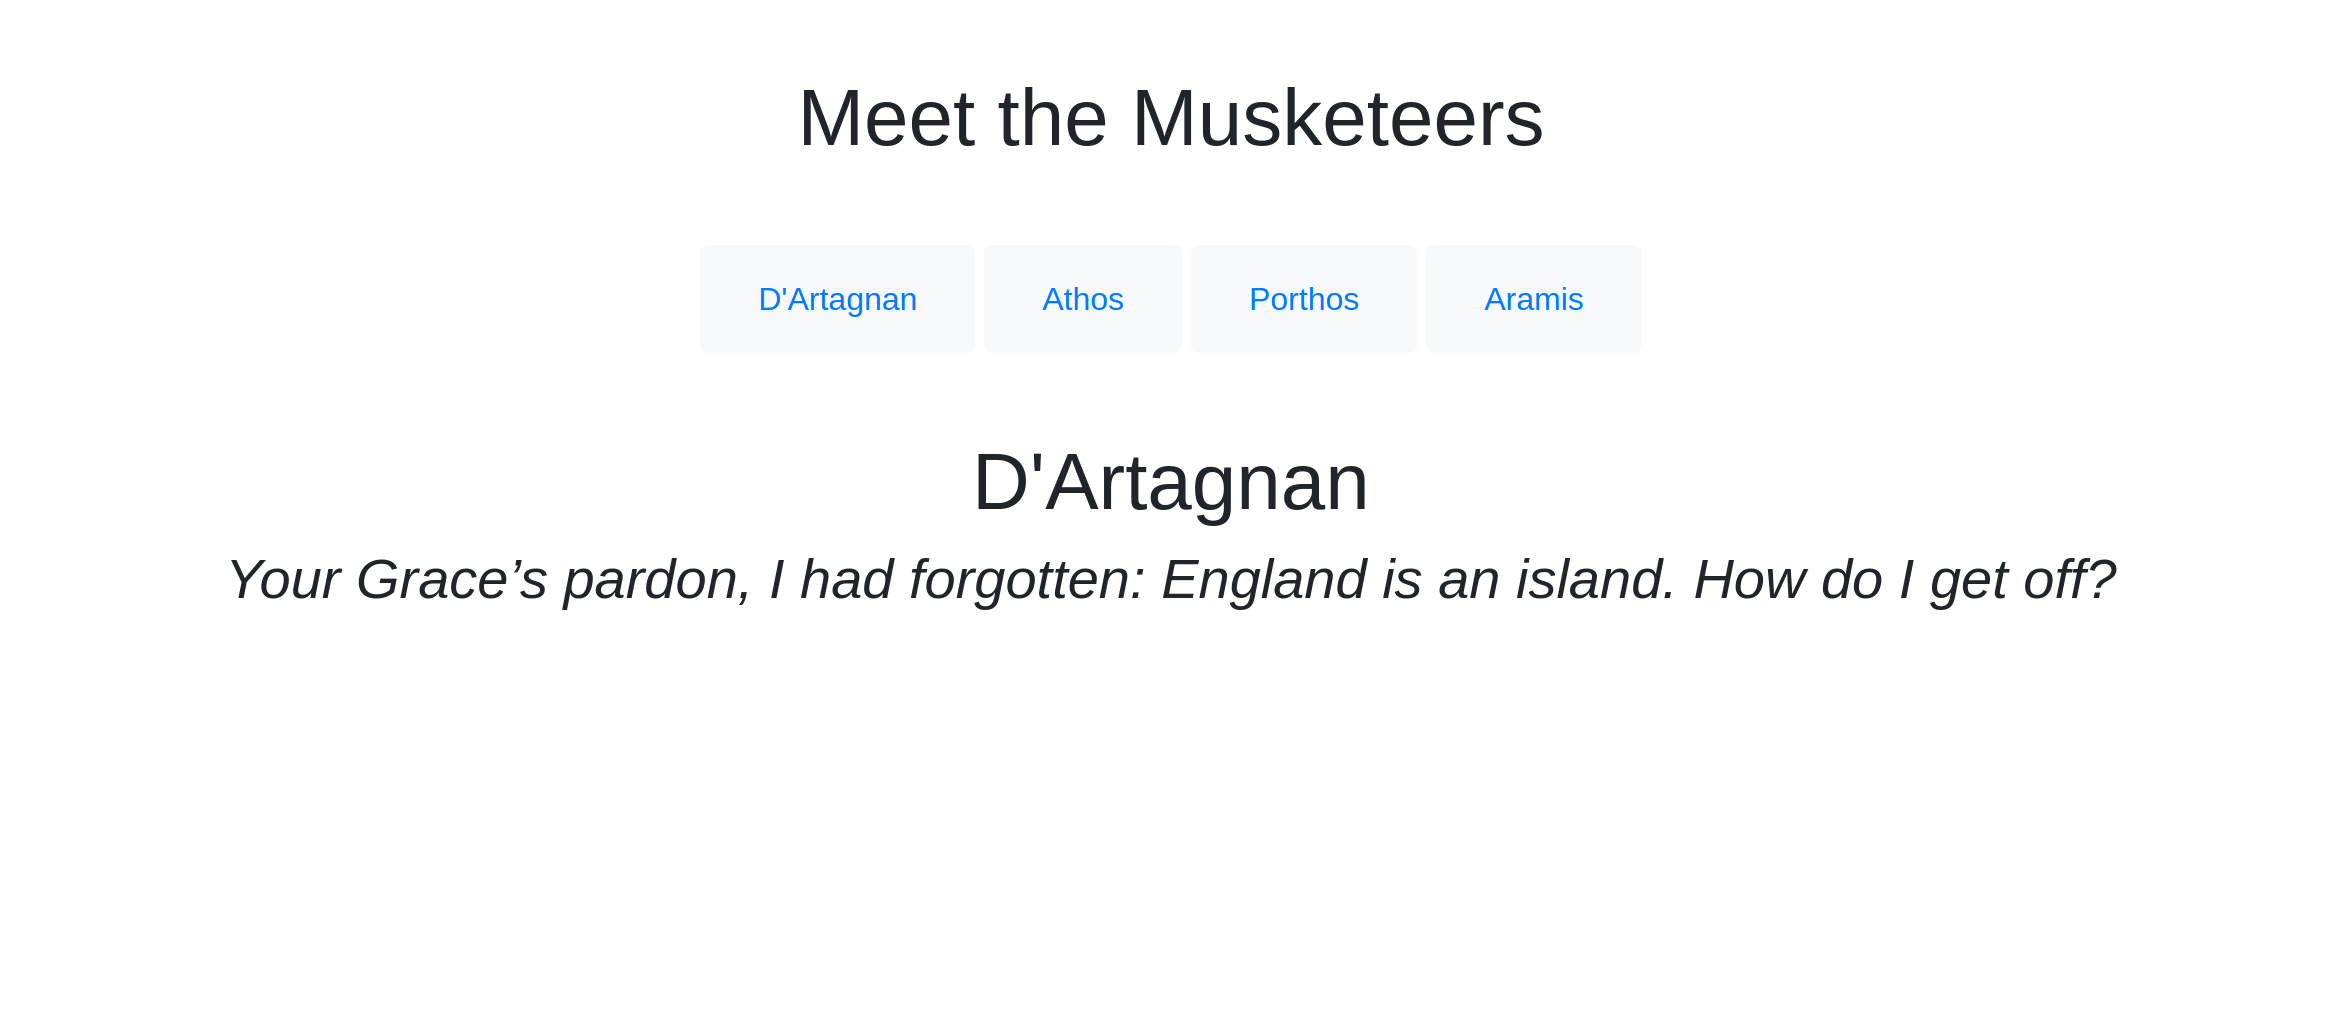 Meet the Musketeers
D'Artagnan Athos Porthos Aramis
D'Artagnan
Your Grace’s pardon, I had forgotten: England is an island. How do I get off?